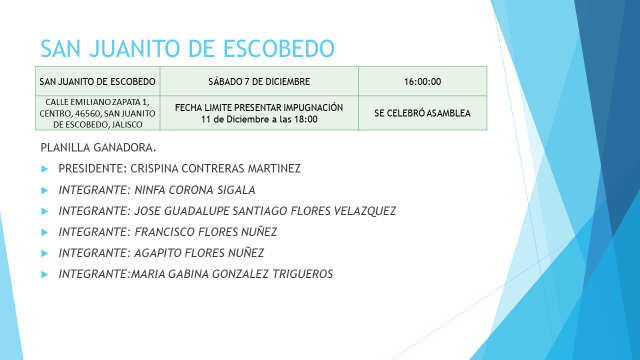 SAN JUANITO DE ESCOBEDO
SAN JUANITO DE ESCOBEDO
SÁBADO 7 DE DICIEMBRE
16:00:00
CALLE EMILIANO ZAPATA 1,
CENTRO, 46560, SAN JUANITO
DE ESCOBEDO, JALISCO
FECHA LIMITE PRESENTAR IMPUGNACIÓN
11 de Diciembre a las 18:00
SE CELEBRÓ ASAMBLEA
PLANILLA GANADORA.
PRESIDENTE: CRISPINA CONTRERAS MARTINEZ
INTEGRANTE: NINFA CORONA SIGALA
INTEGRANTE: JOSE GUADALUPE SANTIAGO FLORES VELAZQUEZ
INTEGRANTE: FRANCISCO FLORES NUÑEZ
INTEGRANTE: AGAPITO FLORES NUÑEZ
INTEGRANTE:MARIA GABINA GONZALEZ TRIGUEROS